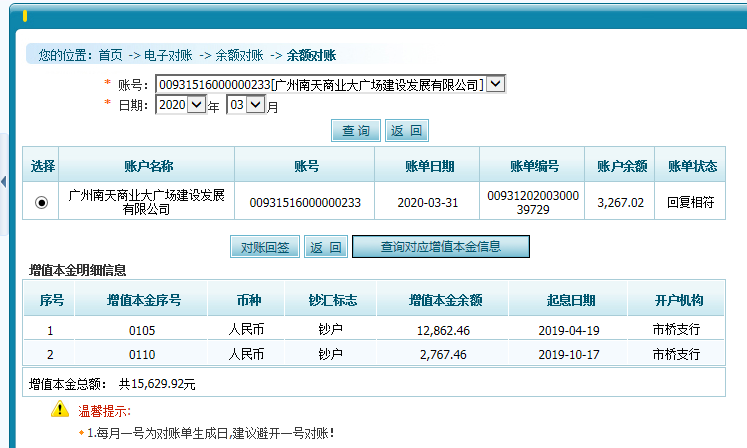 您的位置：首页 -> 电子对账 -> 余额对账 -> 余额对账
* 账号： 00931516000000233[广州南天商业大广场建设发展有限公司]
* 日期： 2020 年 03 月
查 询 返 回
选择 账户名称 账号 账单日期 账单编号 账户余额 账单状态
广州南天商业大广场建设发展有限公司 00931516000000233 2020-03-31 0093120200300039729 3,267.02 回复相符
对账回签 返 回 查询对应增值本金信息
增值本金明细信息
序号 增值本金序号 币种 钞汇标志 增值本金余额 起息日期 开户机构
1 0105 人民币 钞户 12,862.46 2019-04-19 市桥支行
2 0110 人民币 钞户 2,767.46 2019-10-17 市桥支行
增值本金总额： 共15,629.92元
温馨提示:
1.每月一号为对账单生成日,建议避开一号对账！